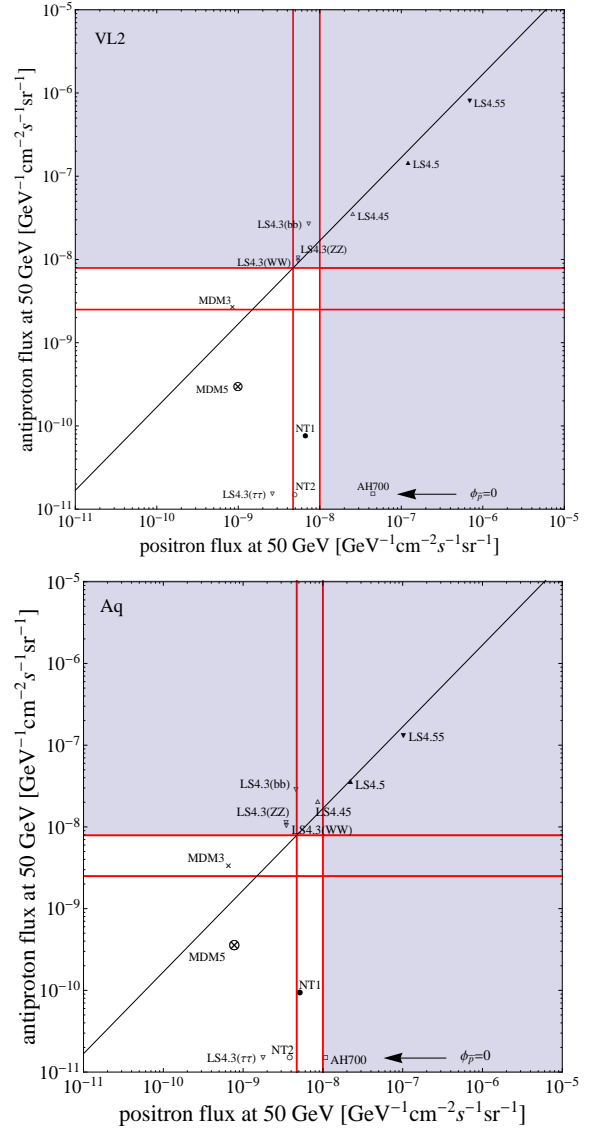 VL2
10⁻⁵
10⁻⁶
10⁻⁷
10⁻⁸
10⁻⁹
10⁻¹⁰
10⁻¹¹
antiproton flux at 50 GeV [GeV⁻¹cm⁻²s⁻¹sr⁻¹]
LS4.55
LS4.5
LS4.45
LS4.3(bb)
LS4.3(ZZ)
LS4.3(WW)
MDM3
MDM5
NT1
LS4.3(ττ)
NT2
AH700
ϕp̄=0
10⁻¹¹ 10⁻¹⁰ 10⁻⁹ 10⁻⁸ 10⁻⁷ 10⁻⁶ 10⁻⁵
positron flux at 50 GeV [GeV⁻¹cm⁻²s⁻¹sr⁻¹]
Aq
10⁻⁵
10⁻⁶
10⁻⁷
10⁻⁸
10⁻⁹
10⁻¹⁰
10⁻¹¹
antiproton flux at 50 GeV [GeV⁻¹cm⁻²s⁻¹sr⁻¹]
LS4.55
LS4.3(bb)
LS4.5
LS4.3(ZZ)
LS4.45
LS4.3(WW)
MDM3
MDM5
NT1
LS4.3(ττ)
NT2
AH700
ϕp̄=0
10⁻¹¹ 10⁻¹⁰ 10⁻⁹ 10⁻⁸ 10⁻⁷ 10⁻⁶ 10⁻⁵
positron flux at 50 GeV [GeV⁻¹cm⁻²s⁻¹sr⁻¹]